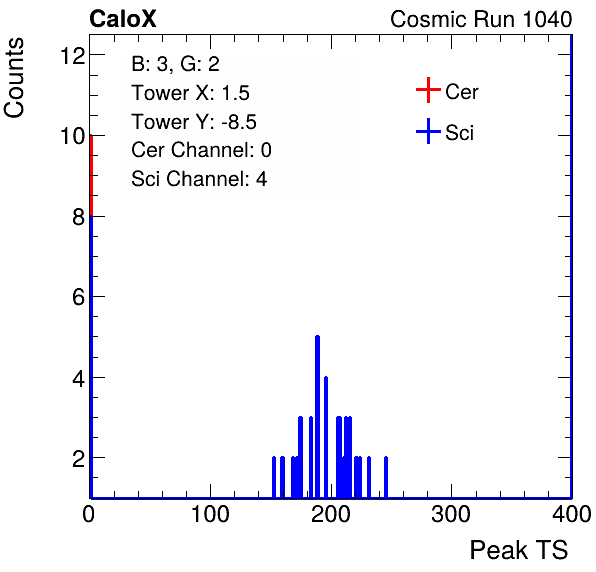 CaloX Cosmic Run 1040
Counts
12
10
8
6
4
2
B: 3, G: 2
Tower X: 1.5
Tower Y: -8.5
Cer Channel: 0
Sci Channel: 4
Cer
Sci
0 100 200 300 400
Peak TS